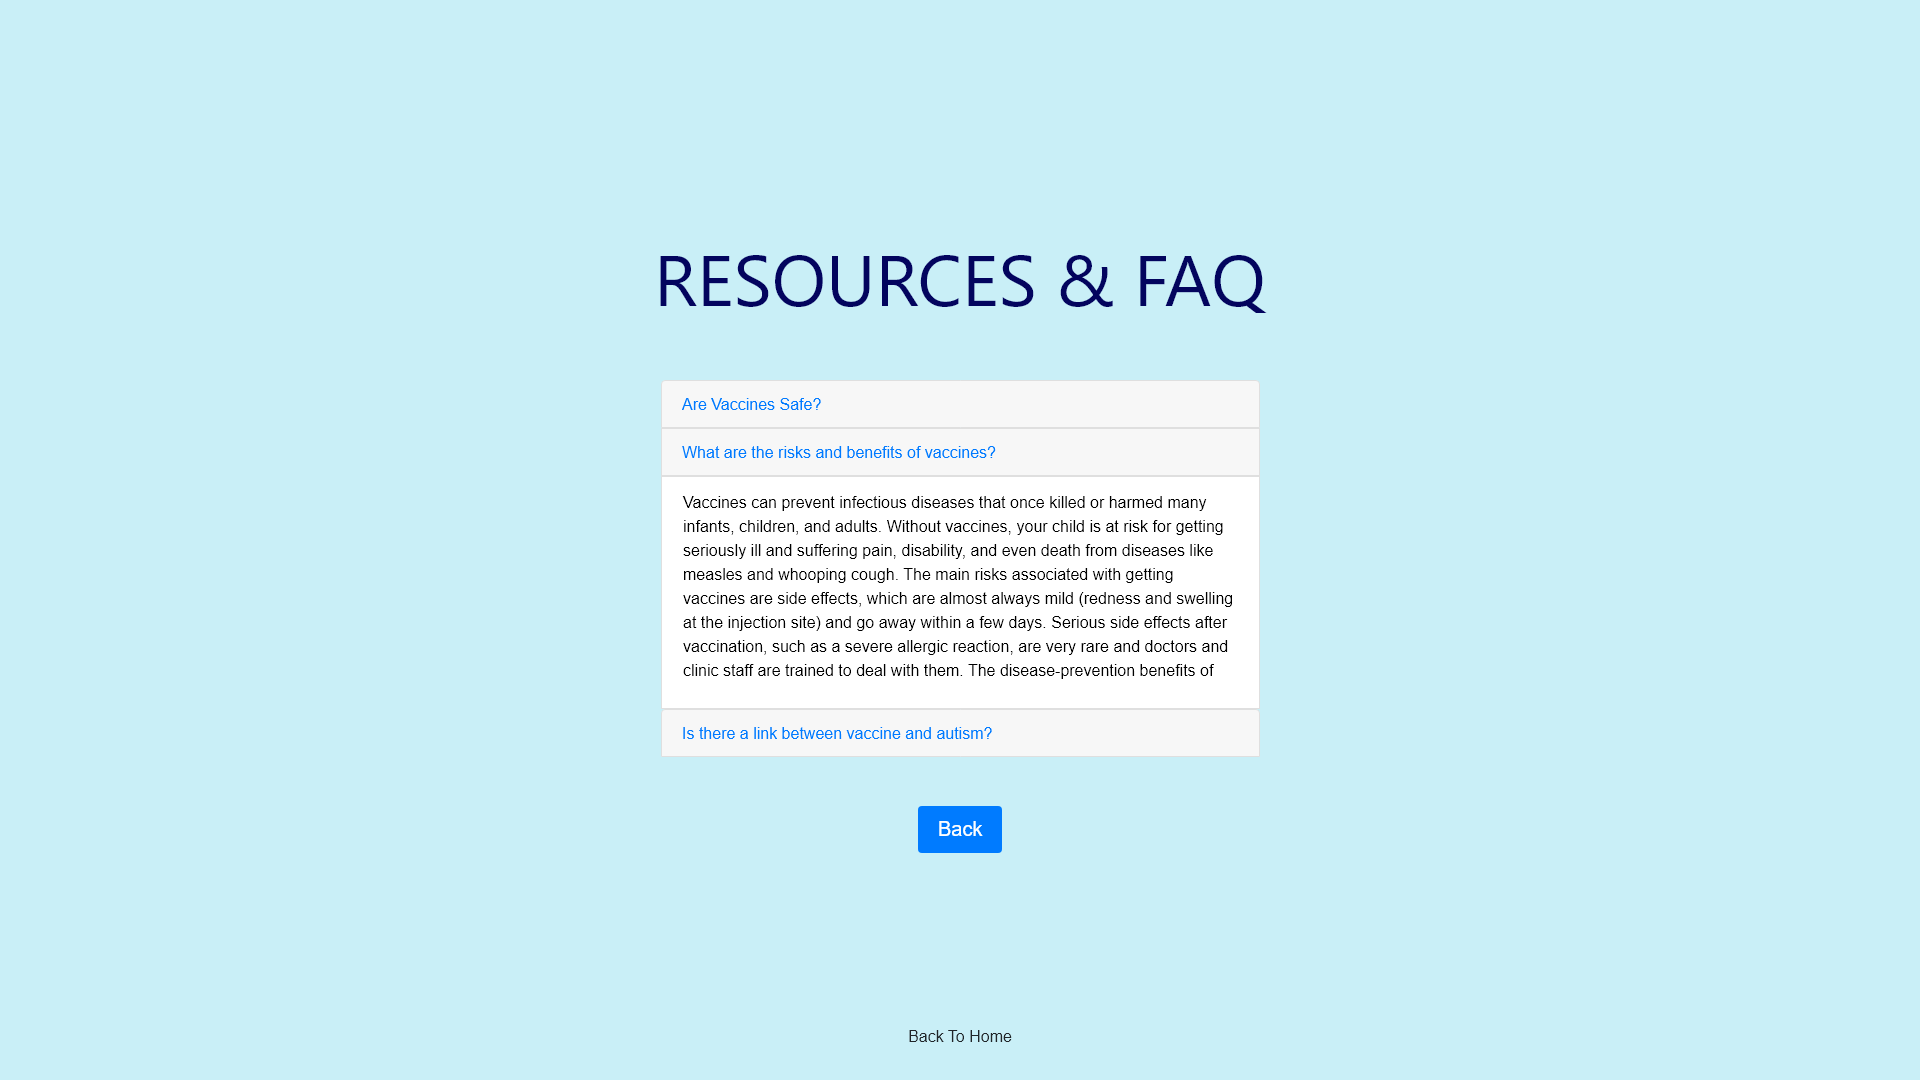 RESOURCES & FAQ
Are Vaccines Safe?
What are the risks and benefits of vaccines?
Vaccines can prevent infectious diseases that once killed or harmed many
infants, children, and adults. Without vaccines, your child is at risk for getting
seriously ill and suffering pain, disability, and even death from diseases like
measles and whooping cough. The main risks associated with getting
vaccines are side effects, which are almost always mild (redness and swelling
at the injection site) and go away within a few days. Serious side effects after
vaccination, such as a severe allergic reaction, are very rare and doctors and
clinic staff are trained to deal with them. The disease-prevention benefits of
Is there a link between vaccine and autism?
Back
Back To Home